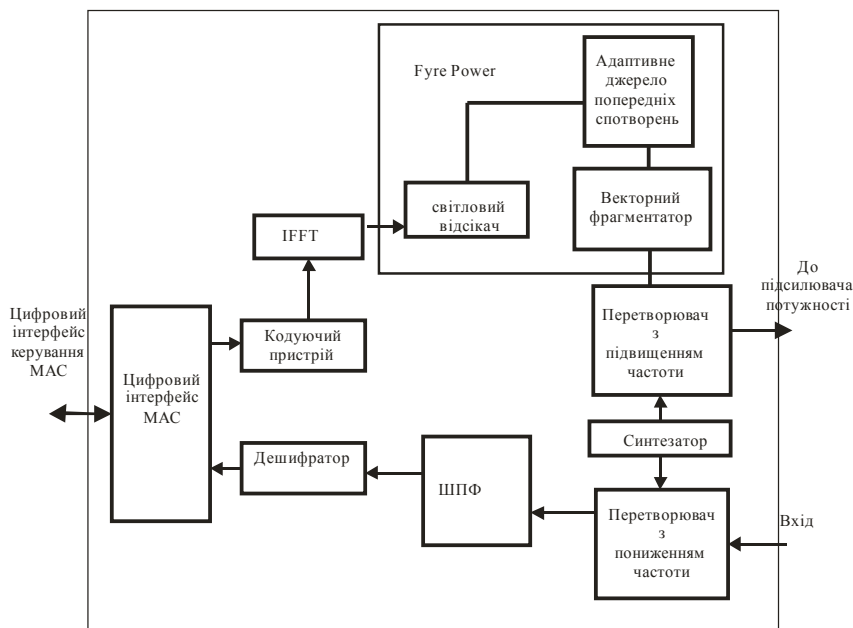 Fyre Power
Адаптивне
джерело
попередніх
спотворень
світловий
відсікач
Векторний
фрагментатор
IFFT
До
підсилювача
потужності
Цифровий
інтерфейс
керування
MAC
Цифровий
інтерфейс
MAC
Кодуючий
пристрій
Перетворювач
з
підвищенням
частоти
Синтезатор
Дешифратор
ШПФ
Перетворювач
з
пониженням
частоти
Вхід